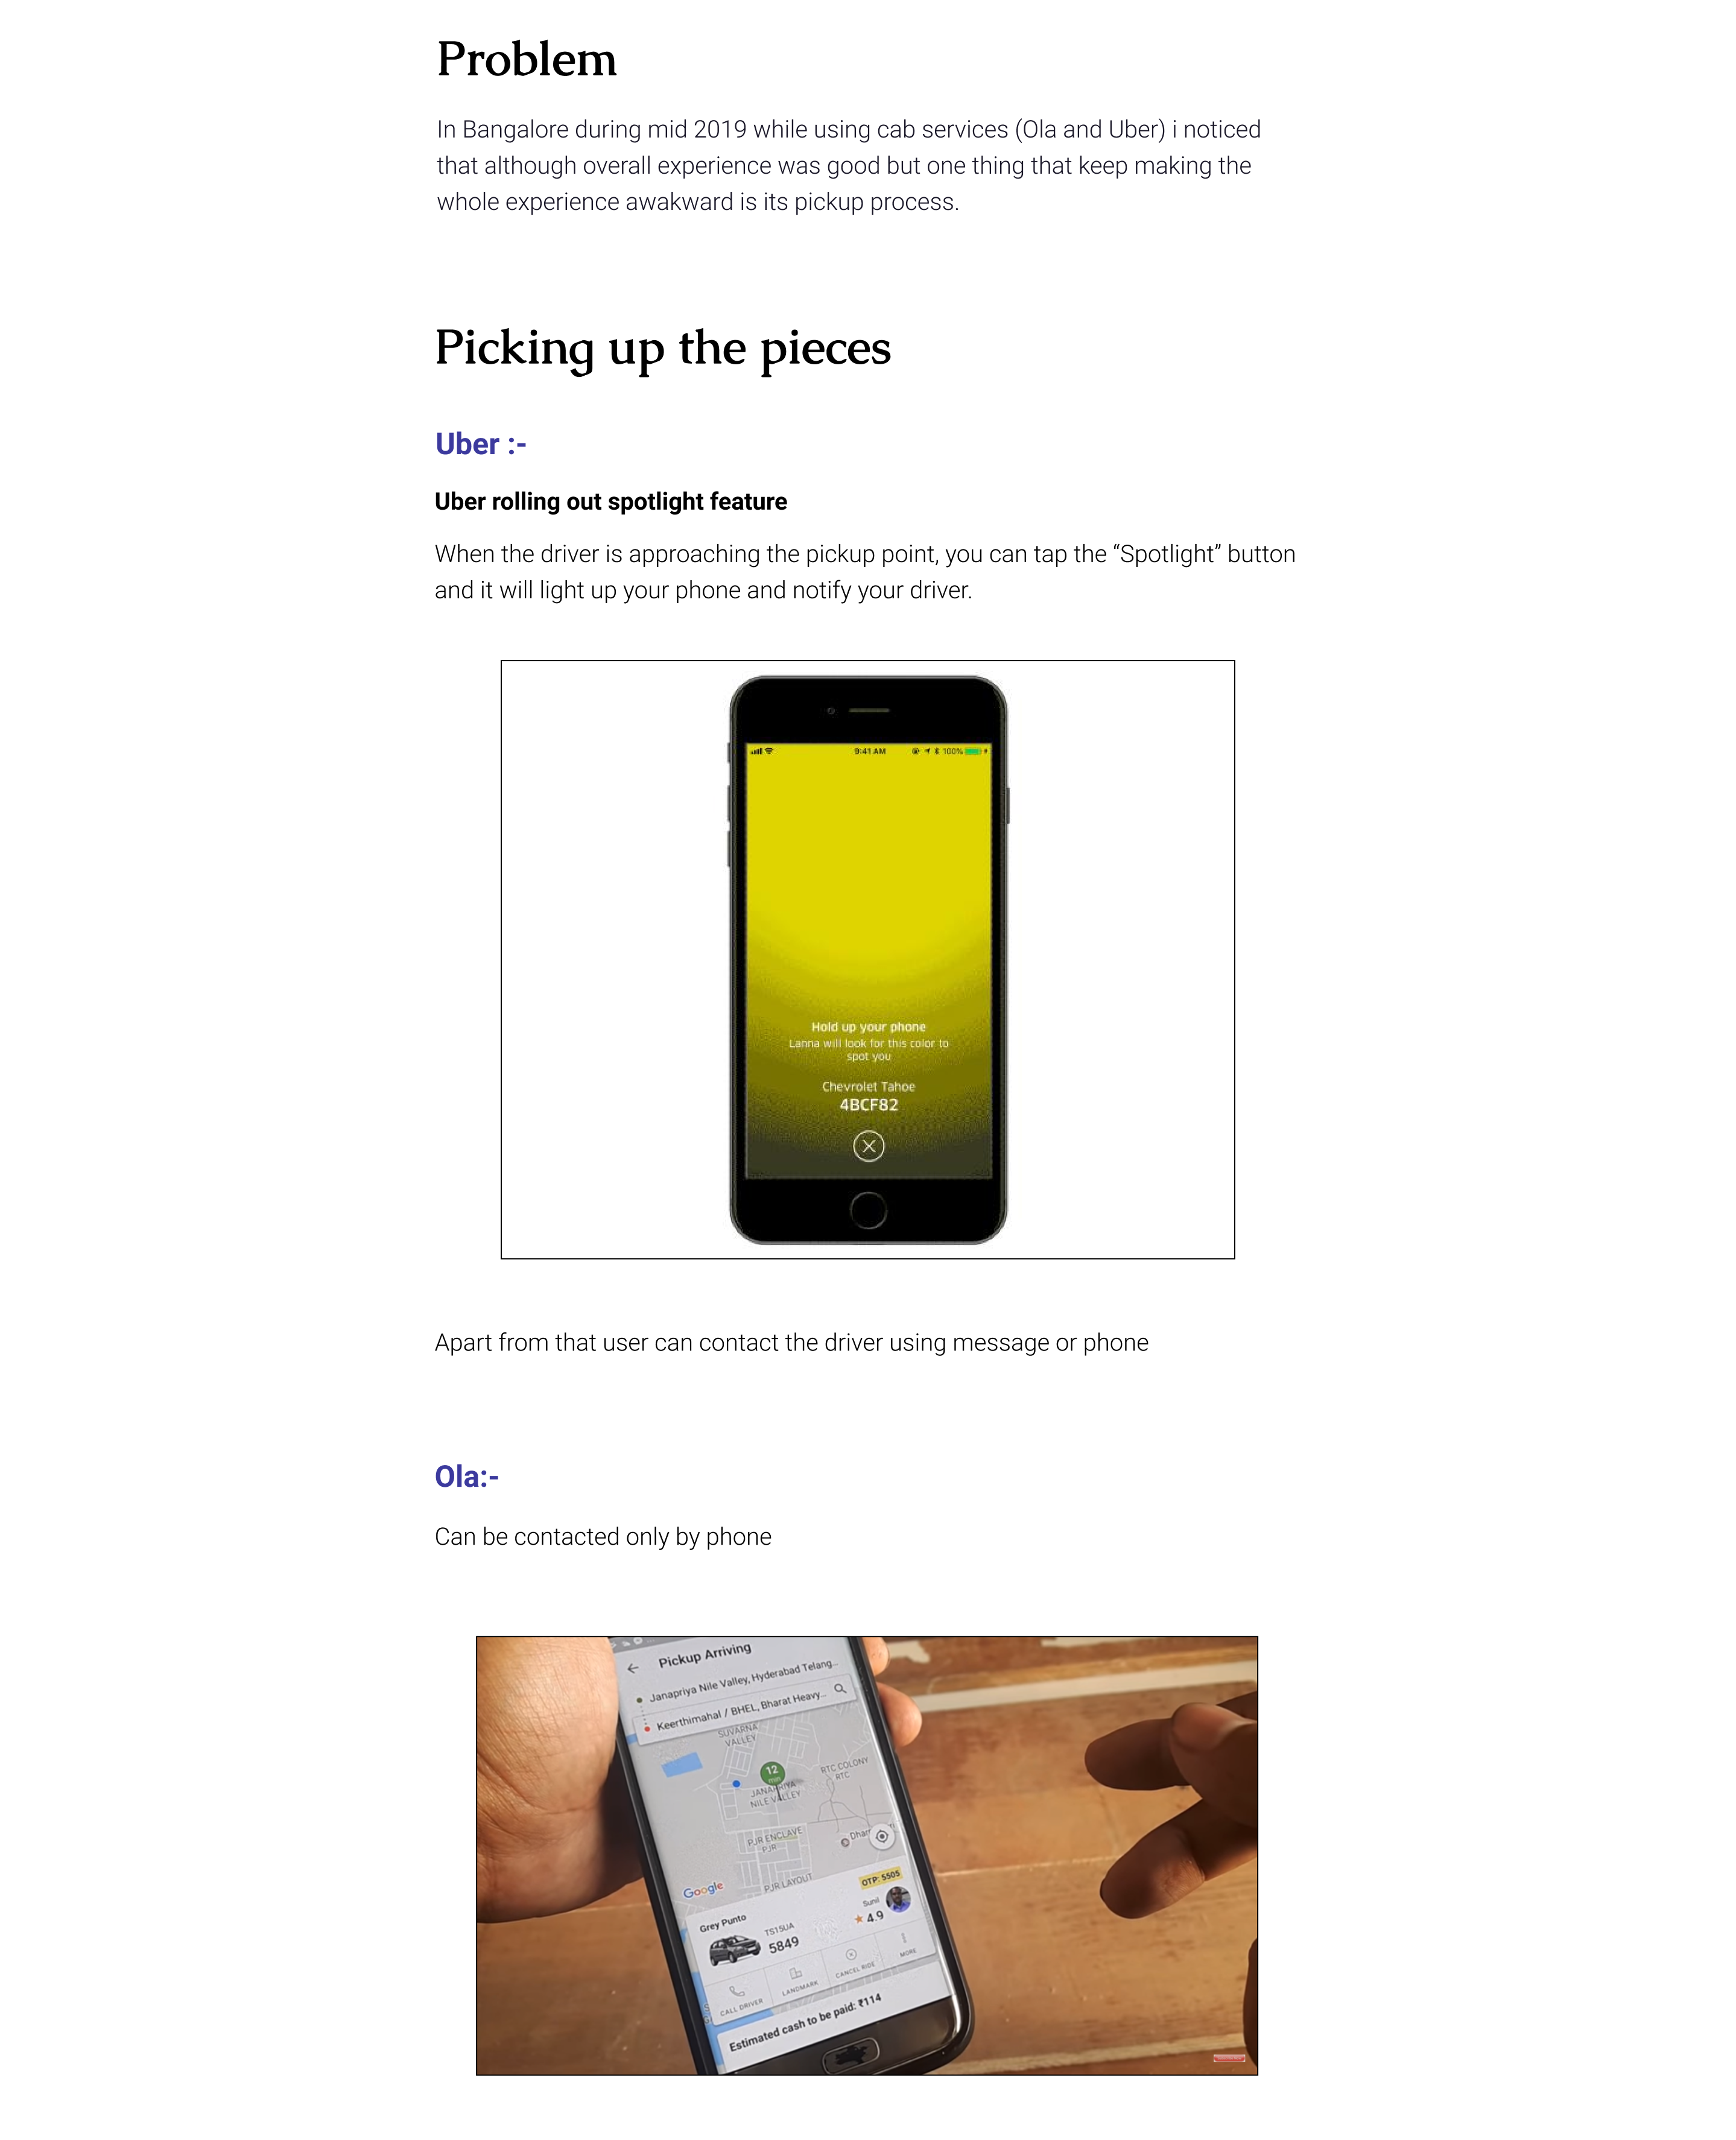 Problem
In Bangalore during mid 2019 while using cab services (Ola and Uber) i noticed
that although overall experience was good but one thing that keep making the
whole experience awakward is its pickup process.
Picking up the pieces
Uber :-
Uber rolling out spotlight feature
When the driver is approaching the pickup point, you can tap the “Spotlight” button
and it will light up your phone and notify your driver.
9:41 AM 100%
Hold up your phone
Lanna will look for this color to
spot you
Chevrolet Tahoe
4BCF82
Apart from that user can contact the driver using message or phone
Ola:-
Can be contacted only by phone
Pickup Arriving
Janapriya Nile Valley, Hyderabad Telang...
Keerthimahal / BHEL, Bharat Heavy...
SUVARNA
VALLEY
12
min
RTC COLONY
RTC
JANAPRIYA
NILE VALLEY
PJR ENCLAVE
PJR
Dhar
Google
PJR LAYOUT
OTP: 5505
Grey Punto
Sunil
TS15UA
4.9
5849
CALL DRIVER
LANDMARK
CANCEL RIDE
MORE
Estimated cash to be paid: ₹114